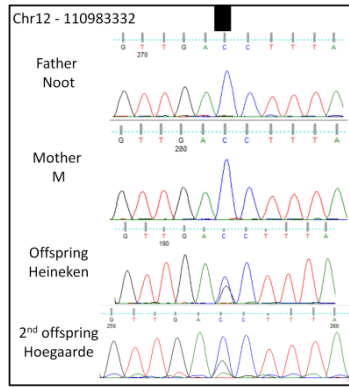 Chr12 - 110983332
G T T G A C C T T T A
270
Father
Noot
G T T G A C C T T T A
280
Mother
M
G T T G A C C T T T A
190
Offspring
Heineken
250 G T T G A C C T T T A 260
2nd offspring
Hoegaarde